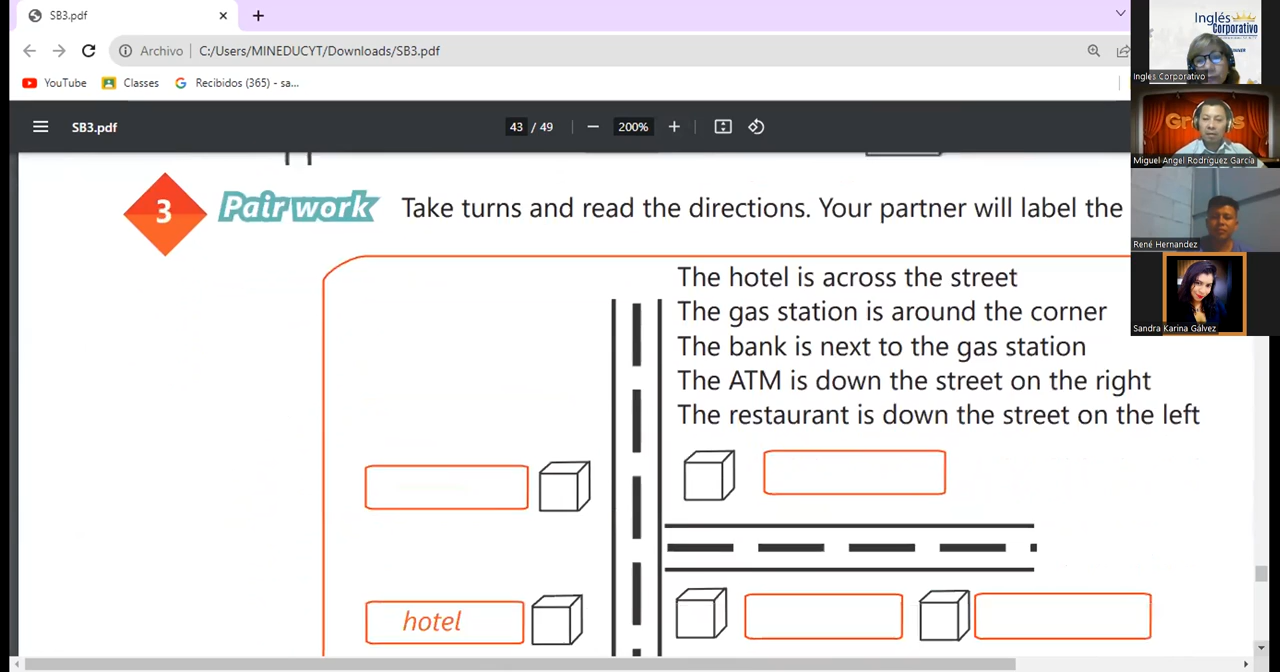 SB3.pdf
Archivo C:/Users/MINEDUCYT/Downloads/SB3.pdf
YouTube Classes Recibidos (365) - sa...
SB3.pdf 43 / 49 200%
3 Pair work Take turns and read the directions. Your partner will label the
The hotel is across the street
The gas station is around the corner
The bank is next to the gas station
The ATM is down the street on the right
The restaurant is down the street on the left
hotel
Inglés
Corporativo
Ingles Corporativo
Miguel Angel Rodríguez García
René Hernandez
Sandra Karina Gálvez